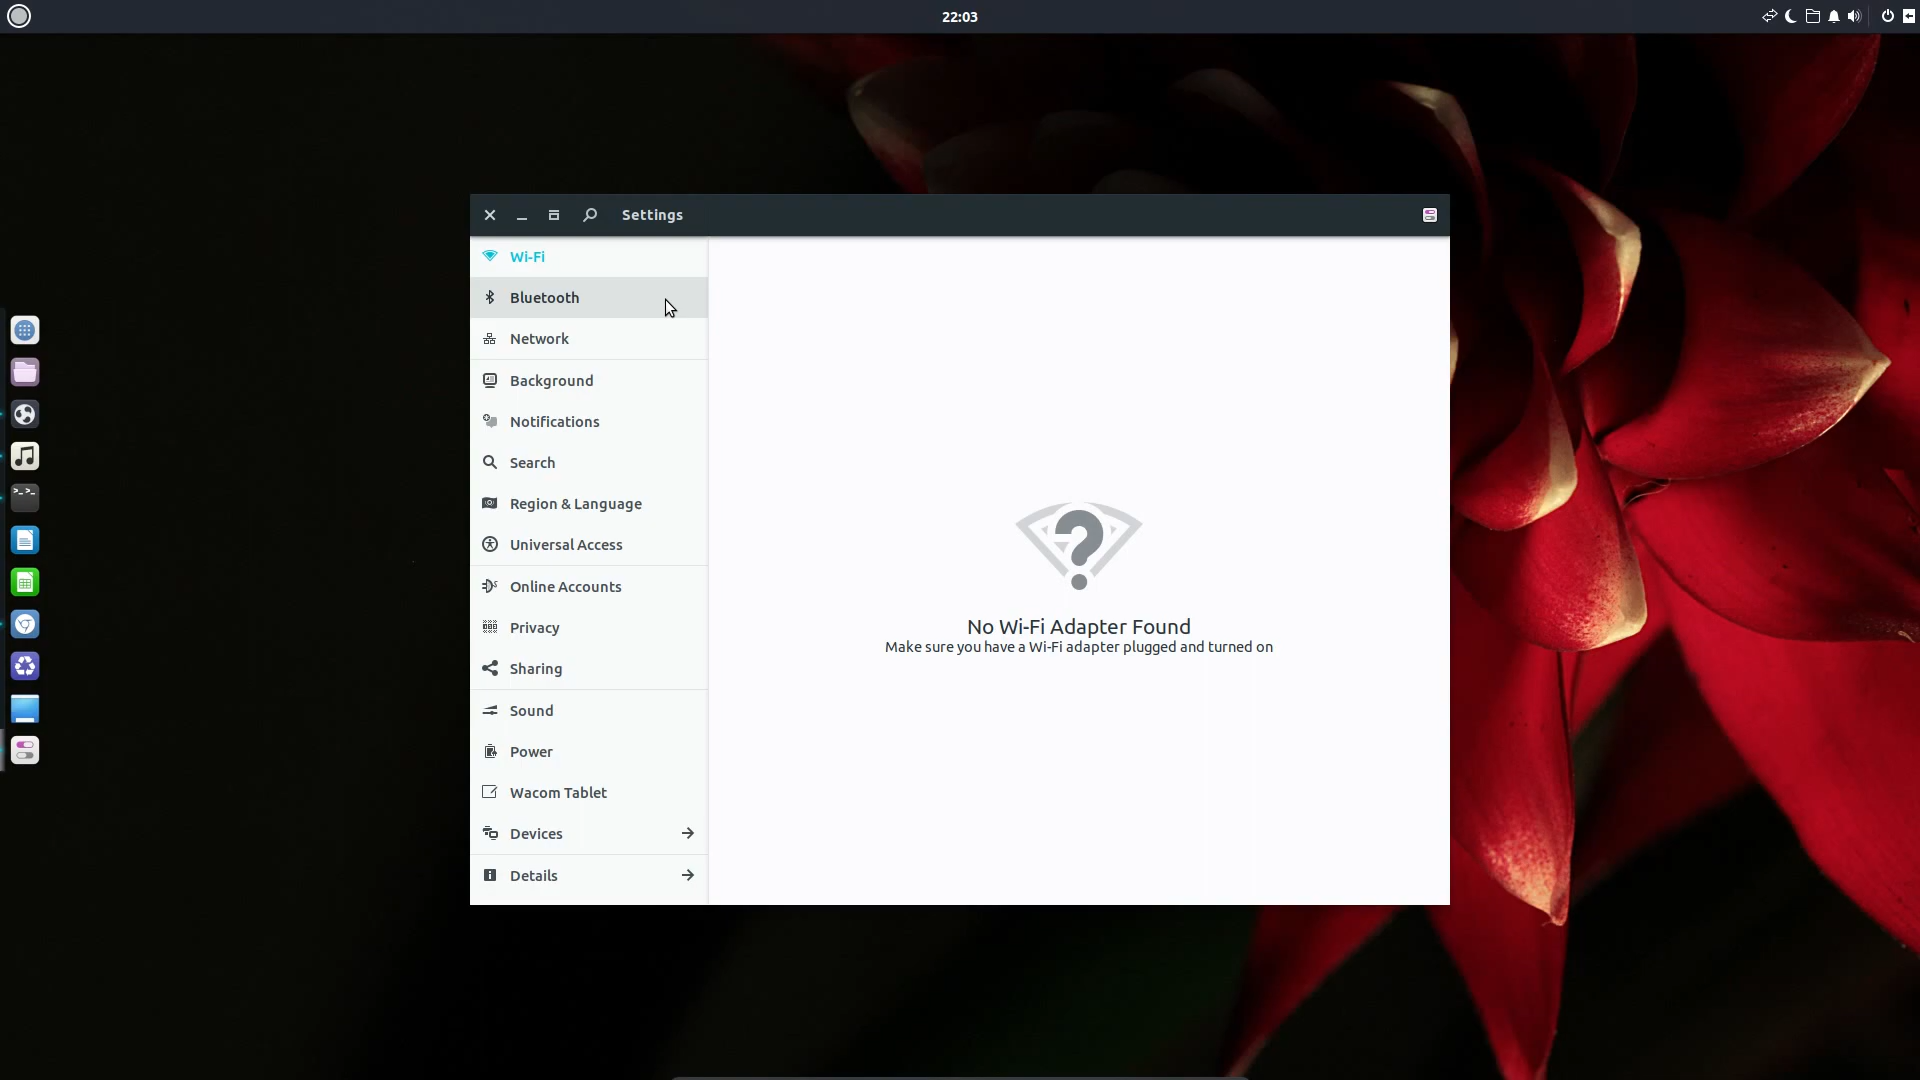 22:03
Settings
Wi-Fi
Bluetooth
Network
Background
Notifications
Search
Region & Language
Universal Access
Online Accounts
Privacy
Sharing
Sound
Power
Wacom Tablet
Devices
Details
No Wi-Fi Adapter Found
Make sure you have a Wi-Fi adapter plugged and turned on